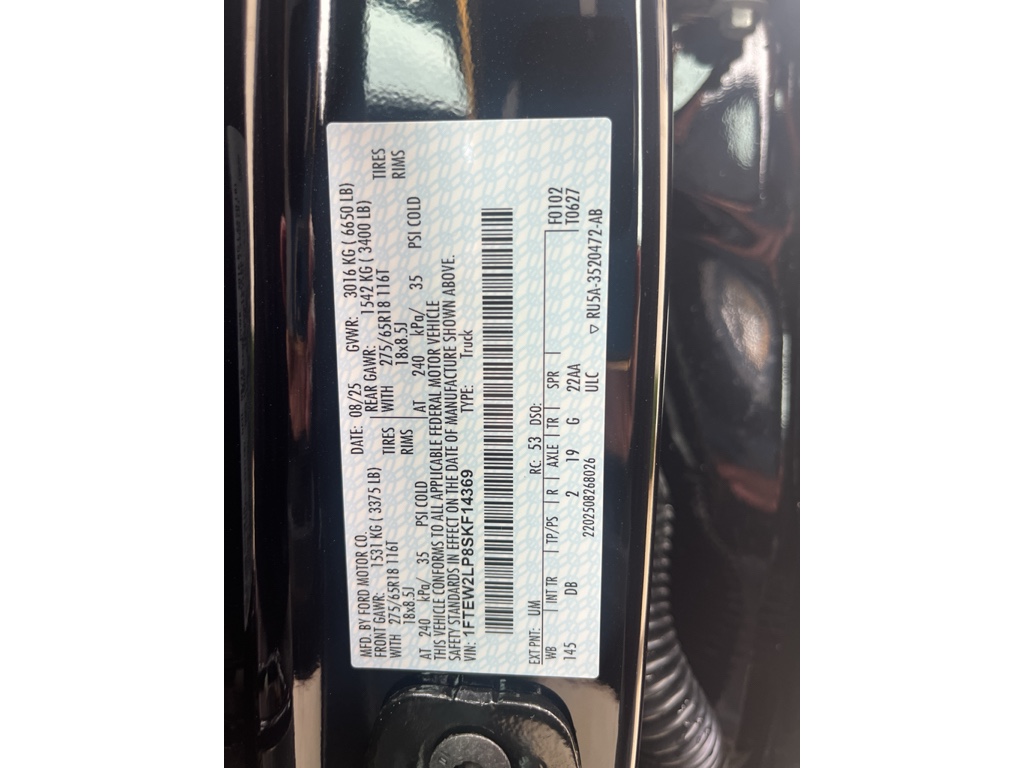 MFD. BY FORD MOTOR CO. DATE: 08/25 GVWR: 3016 KG ( 6650 LB)
FRONT GAWR: 1531 KG ( 3375 LB) REAR GAWR: 1542 KG ( 3400 LB)
WITH 275/65R18 116T TIRES WITH 275/65R18 116T TIRES
18x8.5J RIMS 18x8.5J RIMS
AT 240 kPa/ 35 PSI COLD AT 240 kPa/ 35 PSI COLD
THIS VEHICLE CONFORMS TO ALL APPLICABLE FEDERAL MOTOR VEHICLE
SAFETY STANDARDS IN EFFECT ON THE DATE OF MANUFACTURE SHOWN ABOVE.
VIN: 1FTEW2LP8SKF14369 TYPE: Truck
EXT PNT: UM RC: 53 DSO: F0102
WB INT TR TP/PS R AXLE TR SPR T0627
145 DB 2 19 G 22AA
2202508268026 ULC ▽ RU5A-3520472-AB